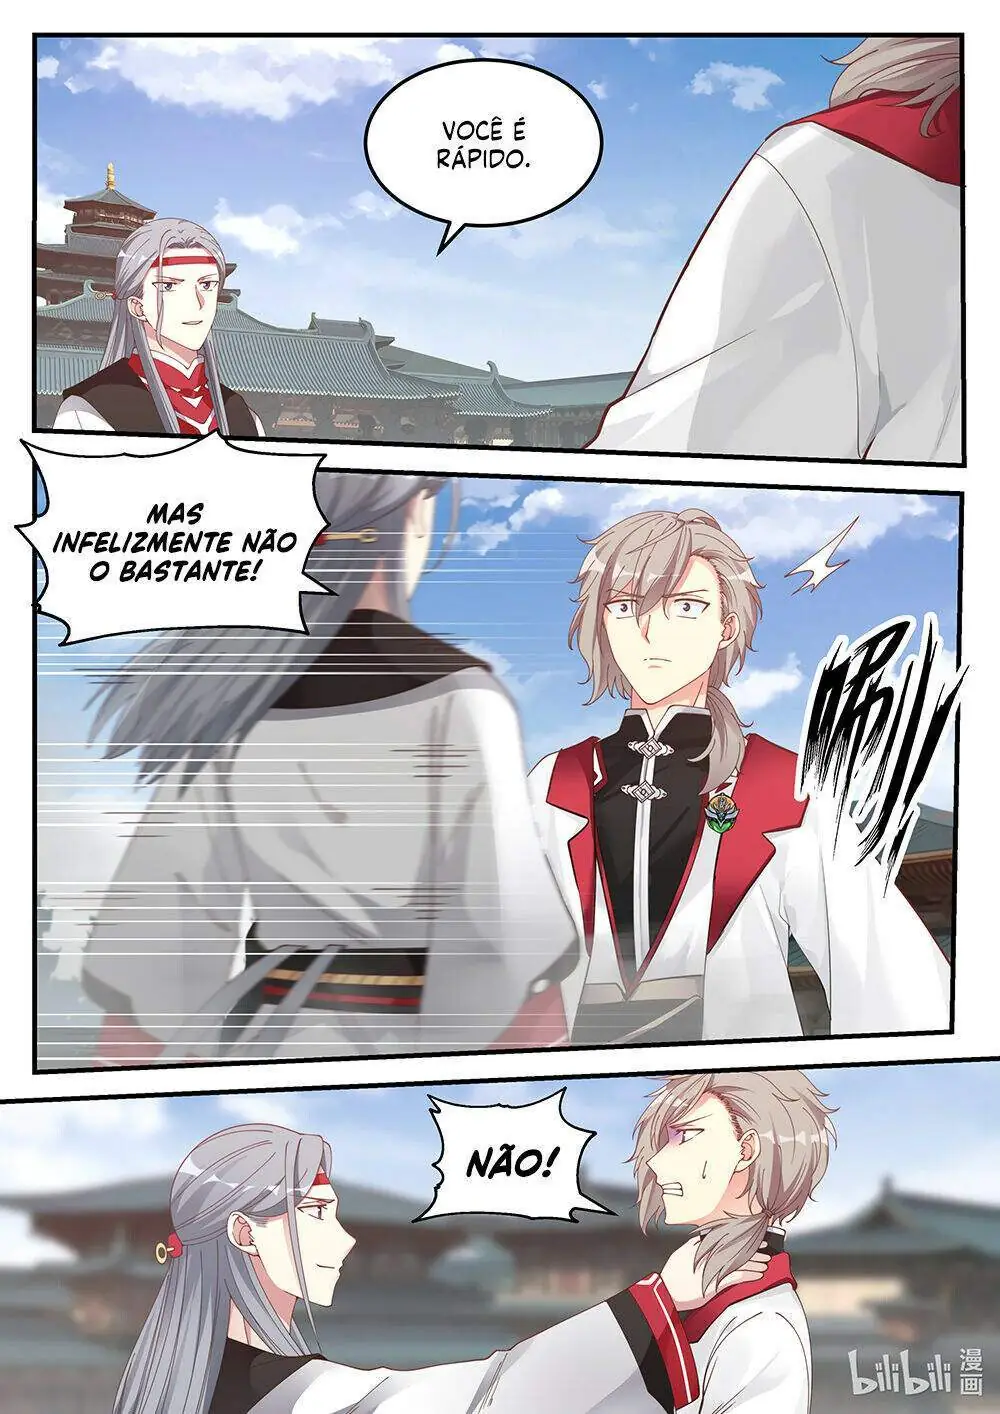 VOCÊ É
RÁPIDO.
MAS
INFELIZMENTE NÃO
O BASTANTE!
NÃO!
bilibili 漫画